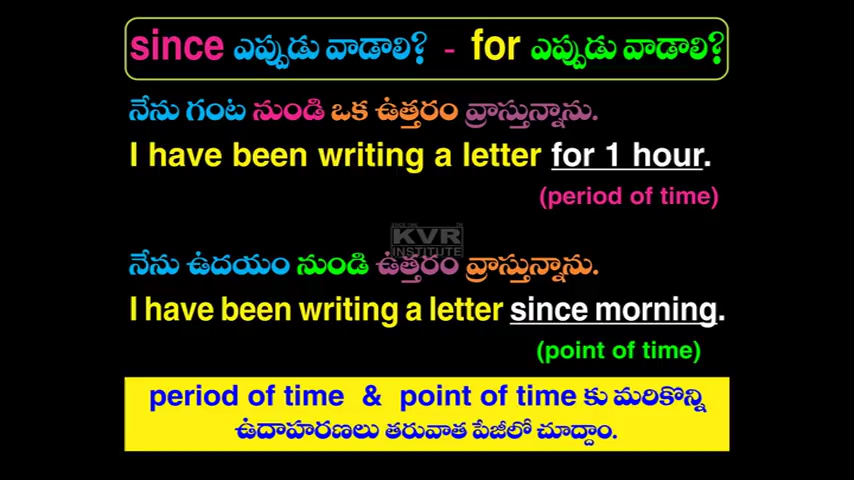 since ఎప్పుడు వాడాలి? - for ఎప్పుడు వాడాలి?
నేను గంట నుండి ఒక ఉత్తరం వ్రాస్తున్నాను.
I have been writing a letter for 1 hour.
(period of time)
KVR
INSTITUTE
నేను ఉదయం నుండి ఉత్తరం వ్రాస్తున్నాను.
I have been writing a letter since morning.
(point of time)
period of time & point of time కు మరికొన్ని
ఉదాహరణలు తరువాత పేజీలో చూద్దాం.